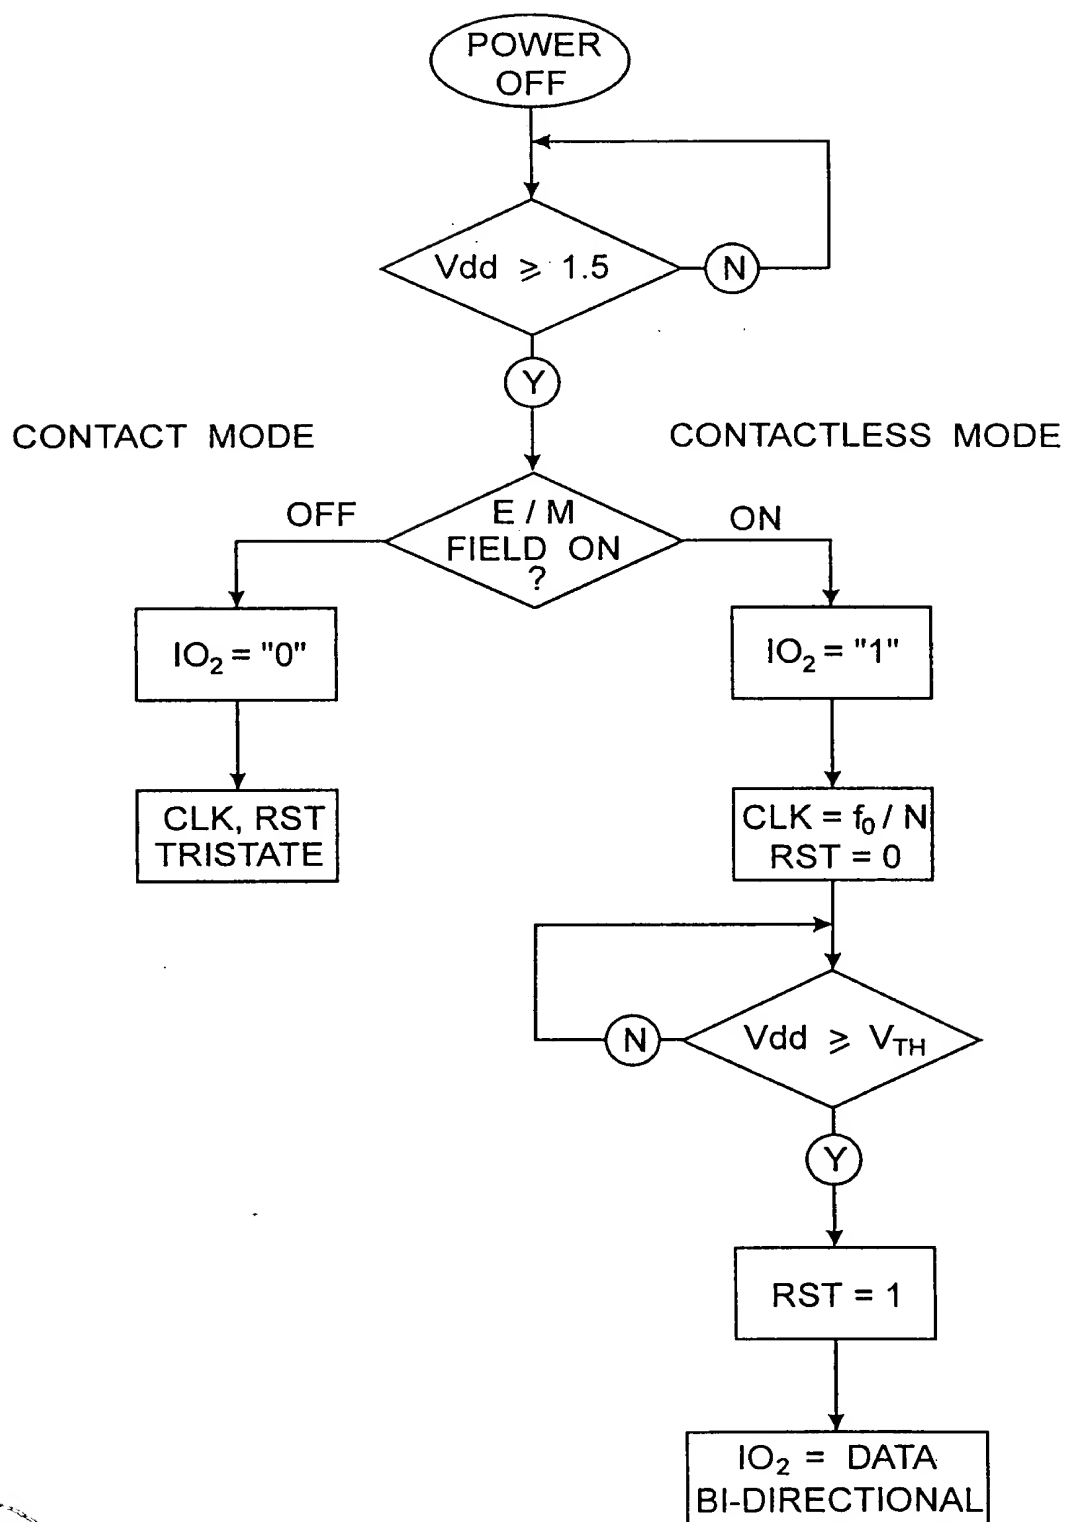 POWER
OFF
Vdd ⩾ 1.5
N
Y
CONTACT MODE
CONTACTLESS MODE
OFF
E / M
FIELD ON
?
ON
IO₂ = "0"
IO₂ = "1"
CLK, RST
TRISTATE
CLK = f₀ / N
RST = 0
N
Vdd ⩾ V_TH
Y
RST = 1
IO₂ = DATA
BI-DIRECTIONAL